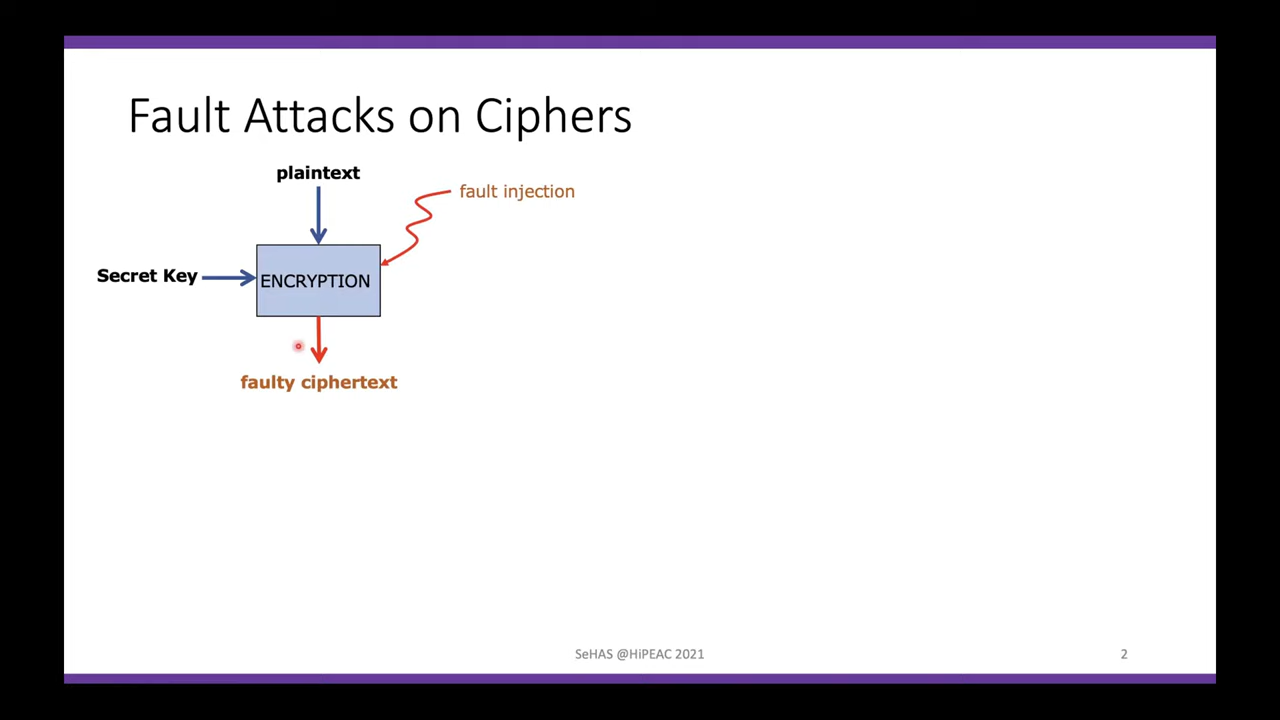 Fault Attacks on Ciphers
plaintext
fault injection
Secret Key
ENCRYPTION
faulty ciphertext
SeHAS @HiPEAC 2021
2